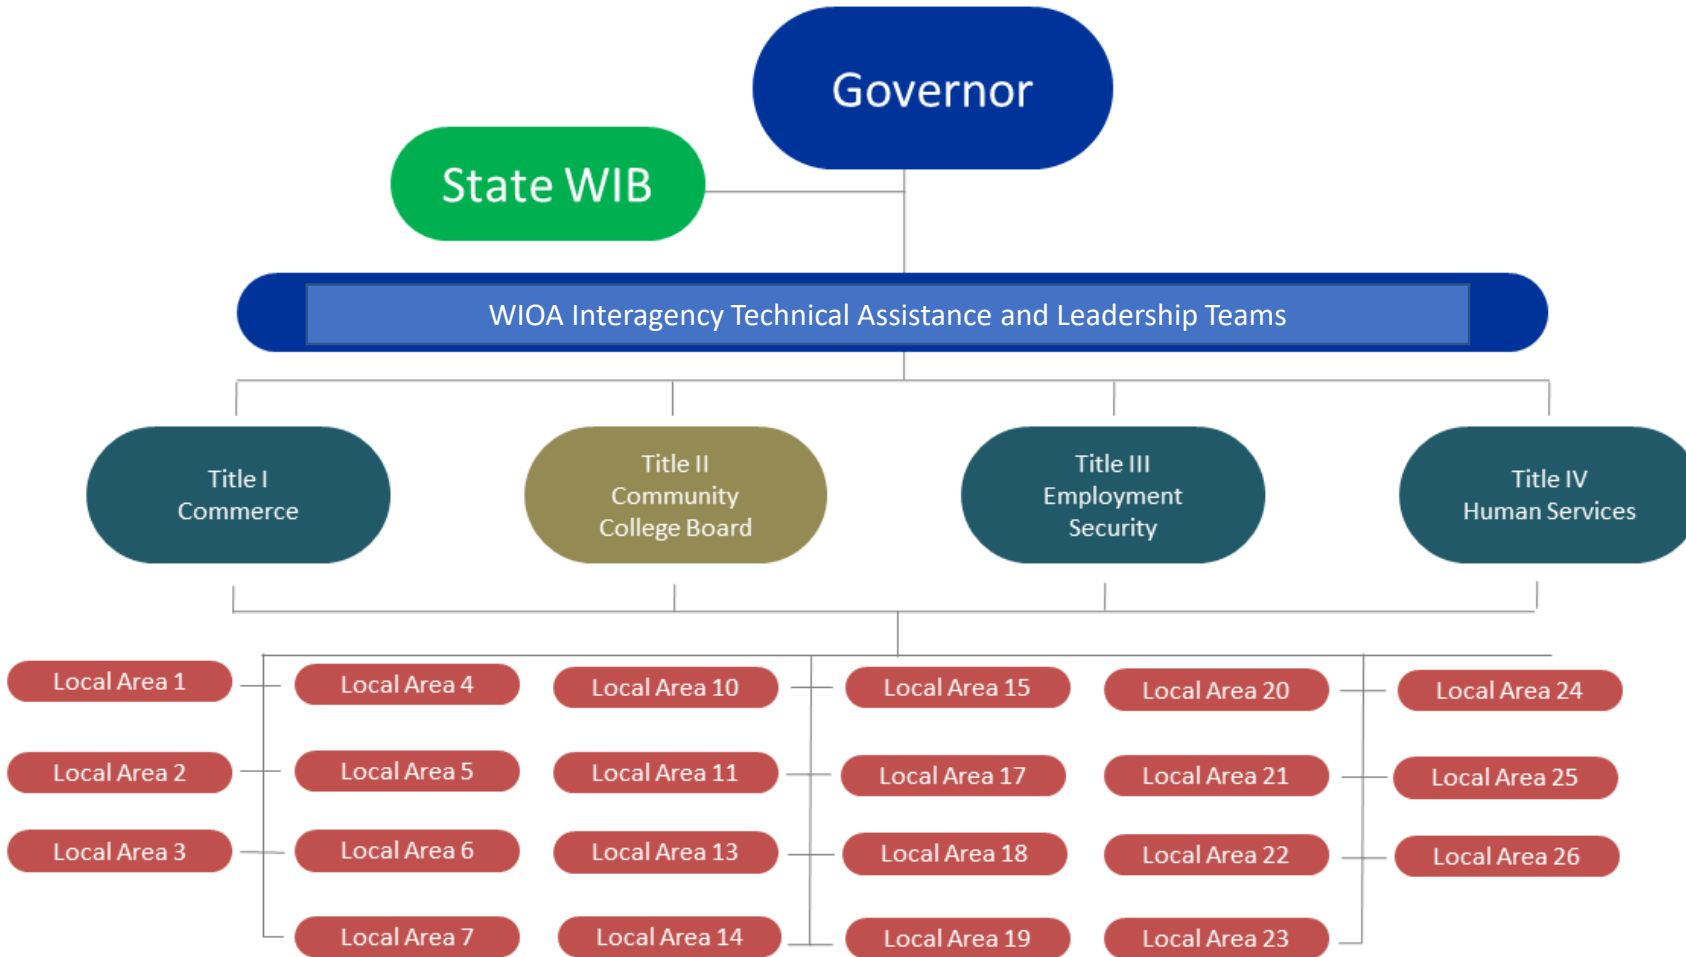 Governor
State WIB
WIOA Interagency Technical Assistance and Leadership Teams
Title I
Commerce
Title II
Community
College Board
Title III
Employment
Security
Title IV
Human Services
Local Area 1
Local Area 4
Local Area 10
Local Area 15
Local Area 20
Local Area 24
Local Area 2
Local Area 5
Local Area 11
Local Area 17
Local Area 21
Local Area 25
Local Area 3
Local Area 6
Local Area 13
Local Area 18
Local Area 22
Local Area 26
Local Area 7
Local Area 14
Local Area 19
Local Area 23